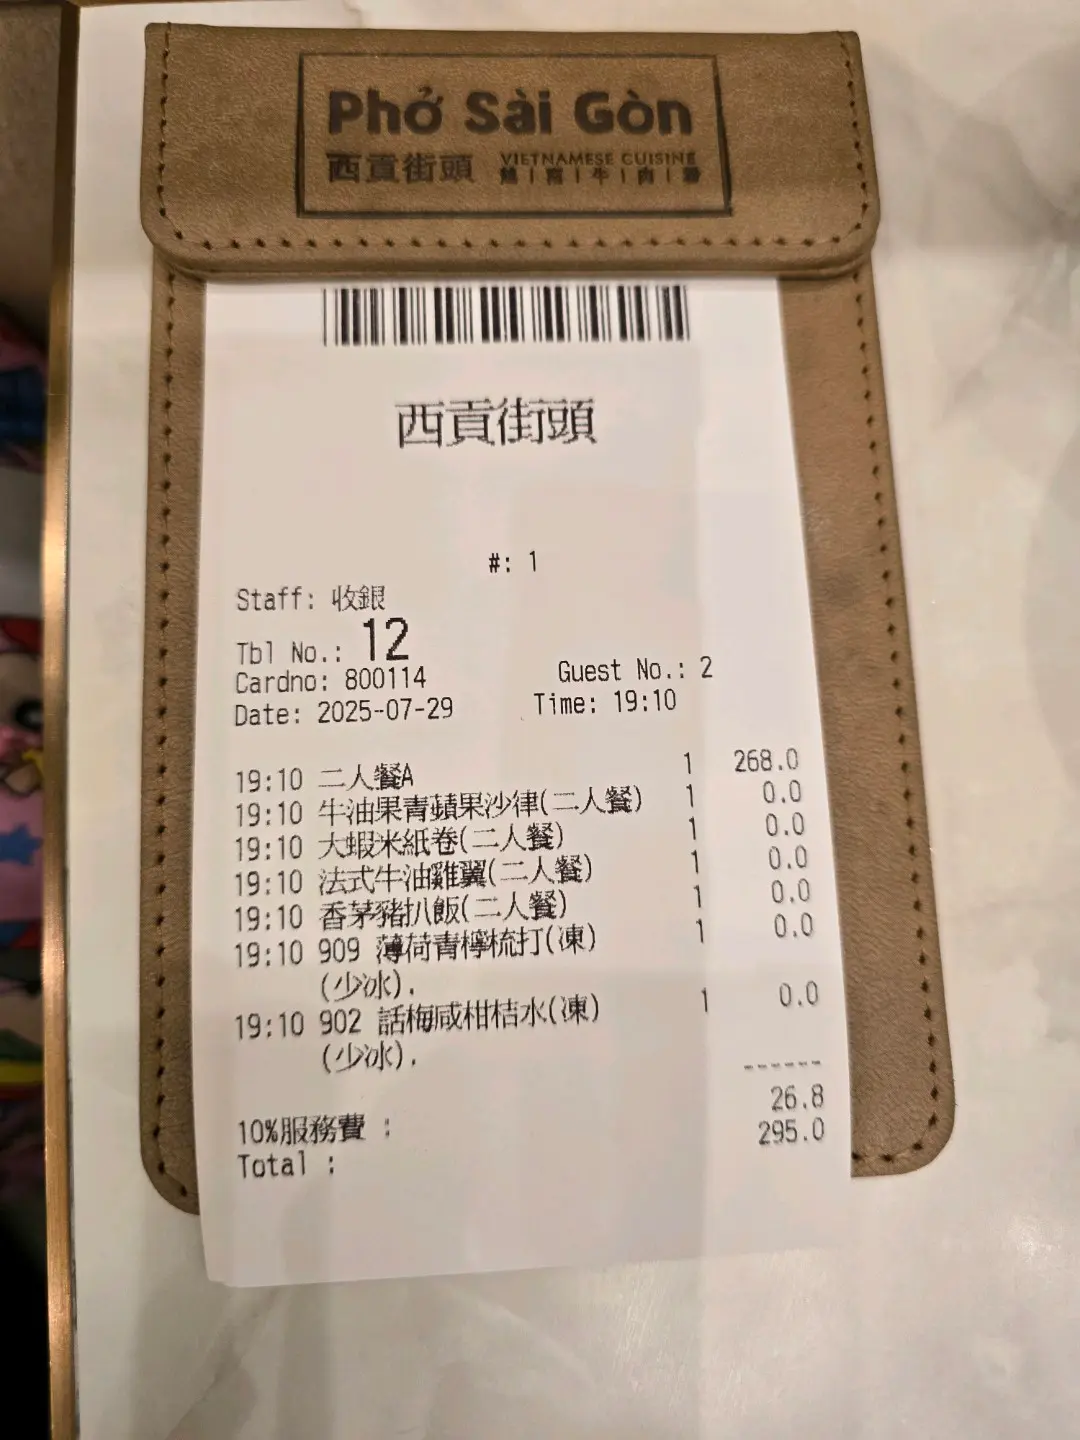 Phở Sài Gòn
西貢街頭
VIETNAMESE CUISINE
越 | 南 | 牛 | 肉 | 粉
西貢街頭
#: 1
Staff: 收銀
Tbl No.: 12
Cardno: 800114 Guest No.: 2
Date: 2025-07-29 Time: 19:10
19:10 二人餐A 1 268.0
19:10 牛油果青蘋果沙律(二人餐) 1 0.0
19:10 大蝦米紙卷(二人餐) 1 0.0
19:10 法式牛油雞翼(二人餐) 1 0.0
19:10 香茅豬扒飯(二人餐) 1 0.0
19:10 909 薄荷青檸梳打(凍) 1 0.0
(少冰).
19:10 902 話梅咸柑桔水(凍) 1 0.0
(少冰).
------
10%服務費 : 26.8
Total : 295.0